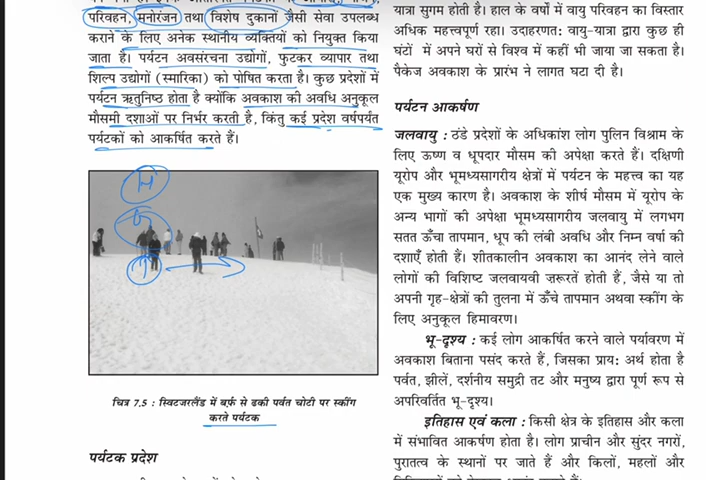 परिवहन, मनोरंजन तथा विशेष दुकानों जैसी सेवा उपलब्ध
कराने के लिए अनेक स्थानीय व्यक्तियों को नियुक्त किया
जाता है। पर्यटन अवसंरचना उद्योगों, फुटकर व्यापार तथा
शिल्प उद्योगों (स्मारिका) को पोषित करता है। कुछ प्रदेशों में
पर्यटन ऋतुनिष्ठ होता है क्योंकि अवकाश की अवधि अनुकूल
मौसमी दशाओं पर निर्भर करती है, किंतु कई प्रदेश वर्षपर्यंत
पर्यटकों को आकर्षित करते हैं।
चित्र 7.5 : स्विटजरलैंड में बर्फ़ से ढकी पर्वत चोटी पर स्कींग
करते पर्यटक
पर्यटक प्रदेश
यात्रा सुगम होती है। हाल के वर्षों में वायु परिवहन का विस्तार
अधिक महत्त्वपूर्ण रहा। उदाहरणत: वायु-यात्रा द्वारा कुछ ही
घंटों में अपने घरों से विश्व में कहीं भी जाया जा सकता है।
पैकेज अवकाश के प्रारंभ ने लागत घटा दी है।
पर्यटन आकर्षण
जलवायु : ठंडे प्रदेशों के अधिकांश लोग पुलिन विश्राम के
लिए ऊष्ण व धूपदार मौसम की अपेक्षा करते हैं। दक्षिणी
यूरोप और भूमध्यसागरीय क्षेत्रों में पर्यटन के महत्त्व का यह
एक मुख्य कारण है। अवकाश के शीर्ष मौसम में यूरोप के
अन्य भागों की अपेक्षा भूमध्यसागरीय जलवायु में लगभग
सतत ऊँचा तापमान, धूप की लंबी अवधि और निम्न वर्षा की
दशाएँ होती हैं। शीतकालीन अवकाश का आनंद लेने वाले
लोगों की विशिष्ट जलवायवी ज़रूरतें होती हैं, जैसे या तो
अपनी गृह-क्षेत्रों की तुलना में ऊँचे तापमान अथवा स्कींग के
लिए अनुकूल हिमावरण।
भू-दृश्य : कई लोग आकर्षित करने वाले पर्यावरण में
अवकाश बिताना पसंद करते हैं, जिसका प्राय: अर्थ होता है
पर्वत, झीलें, दर्शनीय समुद्री तट और मनुष्य द्वारा पूर्ण रूप से
अपरिवर्तित भू-दृश्य।
इतिहास एवं कला : किसी क्षेत्र के इतिहास और कला
में संभावित आकर्षण होता है। लोग प्राचीन और सुंदर नगरों,
पुरातत्व के स्थानों पर जाते हैं और किलों, महलों और